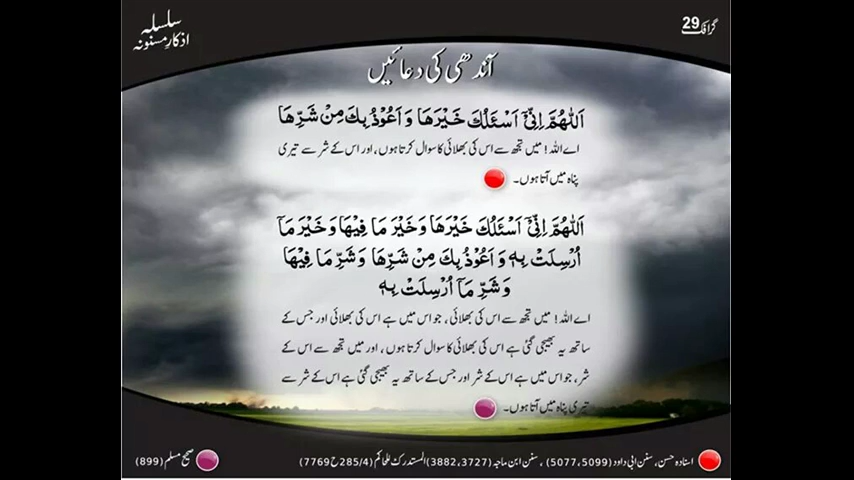 سلسلہ
اذکارِ مسنونہ
گرافک 29
آندھی کی دعائیں
اَللّٰهُمَّ اِنِّیْٓ اَسْئَلُكَ خَیْرَهَا وَ اَعُوْذُ بِكَ مِنْ شَرِّهَا
اے اللہ! میں تجھ سے اس کی بھلائی کا سوال کرتا ہوں، اور اس کے شر سے تیری
پناہ میں آتا ہوں۔
اَللّٰهُمَّ اِنِّیْٓ اَسْئَلُكَ خَیْرَهَا وَ خَیْرَ مَا فِیْهَا وَ خَیْرَ مَآ
اُرْسِلَتْ بِهٖ وَ اَعُوْذُ بِكَ مِنْ شَرِّهَا وَ شَرِّ مَا فِیْهَا
وَ شَرِّ مَآ اُرْسِلَتْ بِهٖ
اے اللہ! میں تجھ سے اس کی بھلائی، جو اس میں ہے اس کی بھلائی اور جس کے
ساتھ یہ بھیجی گئی ہے اس کی بھلائی کا سوال کرتا ہوں، اور میں تجھ سے اس کے
شر، جو اس میں ہے اس کے شر اور جس کے ساتھ یہ بھیجی گئی ہے اس کے شر سے
تیری پناہ میں آتا ہوں۔
اسنادہ حسن، سنن ابی داود (5077،5099)، سنن ابن ماجہ (3882،3727) المستدرک للحاکم (285/4 ح 7769)
صحیح مسلم (899)